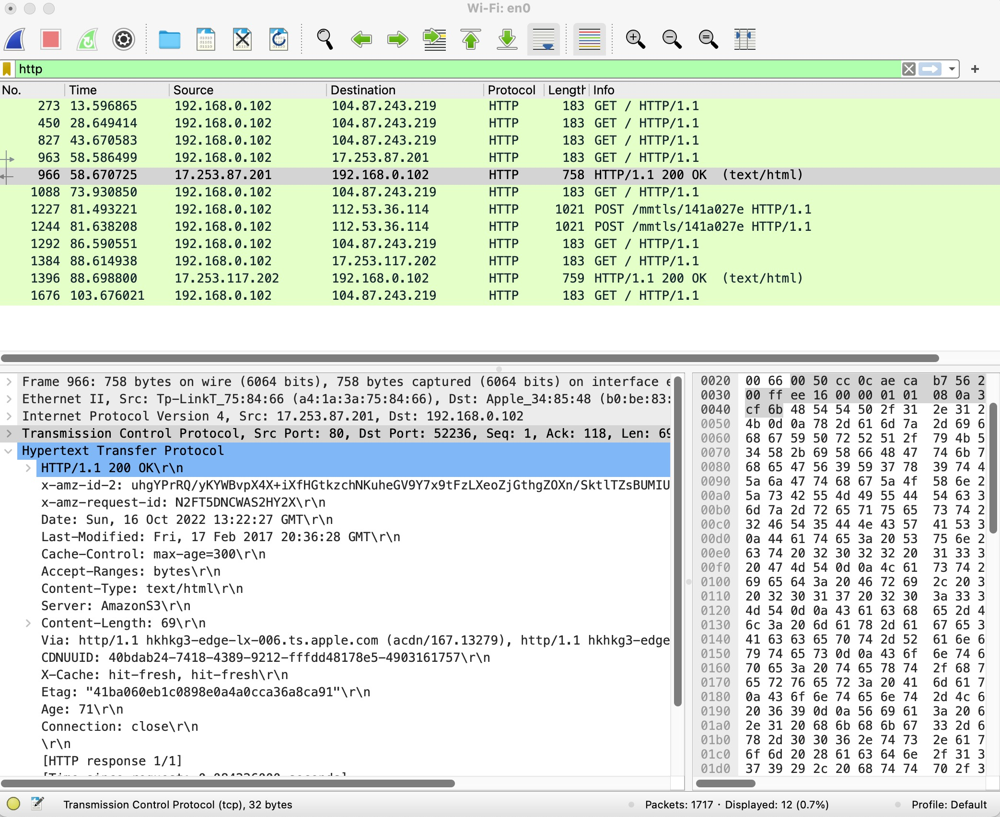 Wi-Fi: en0
http
No. Time Source Destination Protocol Length Info
273 13.596865 192.168.0.102 104.87.243.219 HTTP 183 GET / HTTP/1.1
450 28.649414 192.168.0.102 104.87.243.219 HTTP 183 GET / HTTP/1.1
827 43.670583 192.168.0.102 104.87.243.219 HTTP 183 GET / HTTP/1.1
963 58.586499 192.168.0.102 17.253.87.201 HTTP 183 GET / HTTP/1.1
966 58.670725 17.253.87.201 192.168.0.102 HTTP 758 HTTP/1.1 200 OK (text/html)
1088 73.930850 192.168.0.102 104.87.243.219 HTTP 183 GET / HTTP/1.1
1227 81.493221 192.168.0.102 112.53.36.114 HTTP 1021 POST /mmtls/141a027e HTTP/1.1
1244 81.638208 192.168.0.102 112.53.36.114 HTTP 1021 POST /mmtls/141a027e HTTP/1.1
1292 86.590551 192.168.0.102 104.87.243.219 HTTP 183 GET / HTTP/1.1
1384 88.614938 192.168.0.102 17.253.117.202 HTTP 183 GET / HTTP/1.1
1396 88.698800 17.253.117.202 192.168.0.102 HTTP 759 HTTP/1.1 200 OK (text/html)
1676 103.676021 192.168.0.102 104.87.243.219 HTTP 183 GET / HTTP/1.1
Frame 966: 758 bytes on wire (6064 bits), 758 bytes captured (6064 bits) on interface e
Ethernet II, Src: Tp-LinkT_75:84:66 (a4:1a:3a:75:84:66), Dst: Apple_34:85:48 (b0:be:83:
Internet Protocol Version 4, Src: 17.253.87.201, Dst: 192.168.0.102
Transmission Control Protocol, Src Port: 80, Dst Port: 52236, Seq: 1, Ack: 118, Len: 69
Hypertext Transfer Protocol
HTTP/1.1 200 OK\r\n
x-amz-id-2: uhgYPrRQ/yKYWBvpX4X+iXfHGtkzchNKuheGV9Y7x9tFzLXeoZjGthgZOXn/SktlTZsBUMIU
x-amz-request-id: N2FT5DNCWAS2HY2X\r\n
Date: Sun, 16 Oct 2022 13:22:27 GMT\r\n
Last-Modified: Fri, 17 Feb 2017 20:36:28 GMT\r\n
Cache-Control: max-age=300\r\n
Accept-Ranges: bytes\r\n
Content-Type: text/html\r\n
Server: AmazonS3\r\n
Content-Length: 69\r\n
Via: http/1.1 hkhkg3-edge-lx-006.ts.apple.com (acdn/167.13279), http/1.1 hkhkg3-edge
CDNUUID: 40bdab24-7418-4389-9212-fffdd48178e5-4903161757\r\n
X-Cache: hit-fresh, hit-fresh\r\n
Etag: "41ba060eb1c0898e0a4a0cca36a8ca91"\r\n
Age: 71\r\n
Connection: close\r\n
\r\n
[HTTP response 1/1]
0020 00 66 00 50 cc 0c ae ca b7 56 2
0030 00 ff ee 16 00 00 01 01 08 0a 3
0040 cf 6b 48 54 54 50 2f 31 2e 31 2
0050 4b 0d 0a 78 2d 61 6d 7a 2d 69 6
0060 68 67 59 50 72 52 51 2f 79 4b 5
0070 34 58 2b 69 58 66 48 47 74 6b 7
0080 68 65 47 56 39 59 37 78 39 74 4
0090 5a 6a 47 74 68 67 5a 4f 58 6e 2
00a0 5a 73 42 55 4d 49 55 44 54 63 3
00b0 6d 7a 2d 72 65 71 75 65 73 74 2
00c0 32 46 54 35 44 4e 43 57 41 53 3
00d0 0a 44 61 74 65 3a 20 53 75 6e 2
00e0 63 74 20 32 30 32 32 20 31 33 3
00f0 20 47 4d 54 0d 0a 4c 61 73 74 2
0100 69 65 64 3a 20 46 72 69 2c 20 3
0110 20 32 30 31 37 20 32 30 3a 33 3
0120 4d 54 0d 0a 43 61 63 68 65 2d 4
0130 6c 3a 20 6d 61 78 2d 61 67 65 3
0140 41 63 63 65 70 74 2d 52 61 6e 6
0150 79 74 65 73 0d 0a 43 6f 6e 74 6
0160 70 65 3a 20 74 65 78 74 2f 68 7
0170 65 72 76 65 72 3a 20 41 6d 61 7
0180 0a 43 6f 6e 74 65 6e 74 2d 4c 6
0190 20 36 39 0d 0a 56 69 61 3a 20 6
01a0 2e 31 20 68 6b 68 6b 67 33 2d 6
01b0 78 2d 30 30 36 2e 74 73 2e 61 7
01c0 6f 6d 20 28 61 63 64 6e 2f 31 3
01d0 37 39 29 2c 20 68 74 74 70 2f 3
Transmission Control Protocol (tcp), 32 bytes
Packets: 1717 · Displayed: 12 (0.7%)
Profile: Default